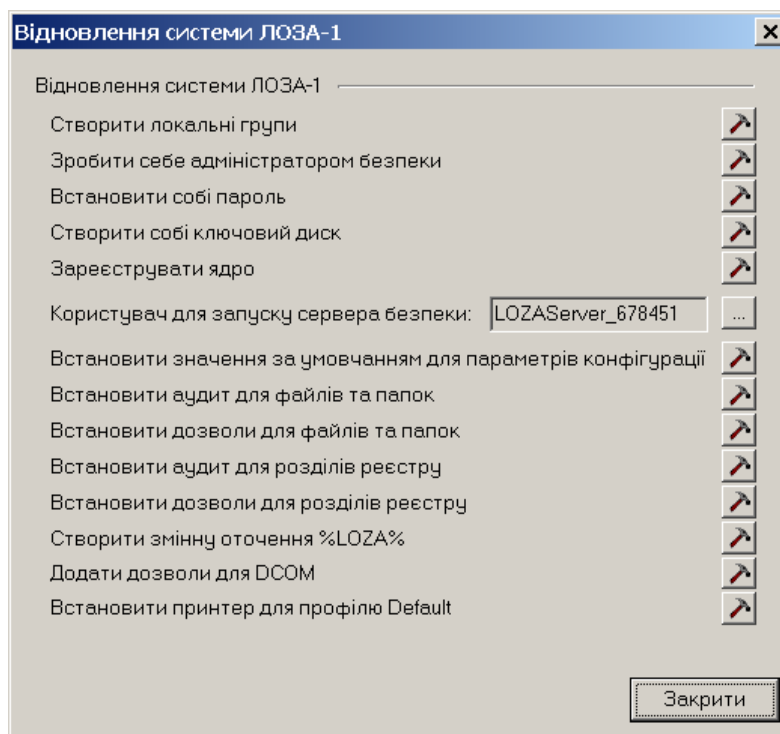 Відновлення системи ЛОЗА-1
Відновлення системи ЛОЗА-1
Створити локальні групи
Зробити себе адміністратором безпеки
Встановити собі пароль
Створити собі ключовий диск
Зареєструвати ядро
Користувач для запуску сервера безпеки: LOZAServer_678451 ...
Встановити значення за умовчанням для параметрів конфігурації
Встановити аудит для файлів та папок
Встановити дозволи для файлів та папок
Встановити аудит для розділів реєстру
Встановити дозволи для розділів реєстру
Створити змінну оточення %LOZA%
Додати дозволи для DCOM
Встановити принтер для профілю Default
Закрити